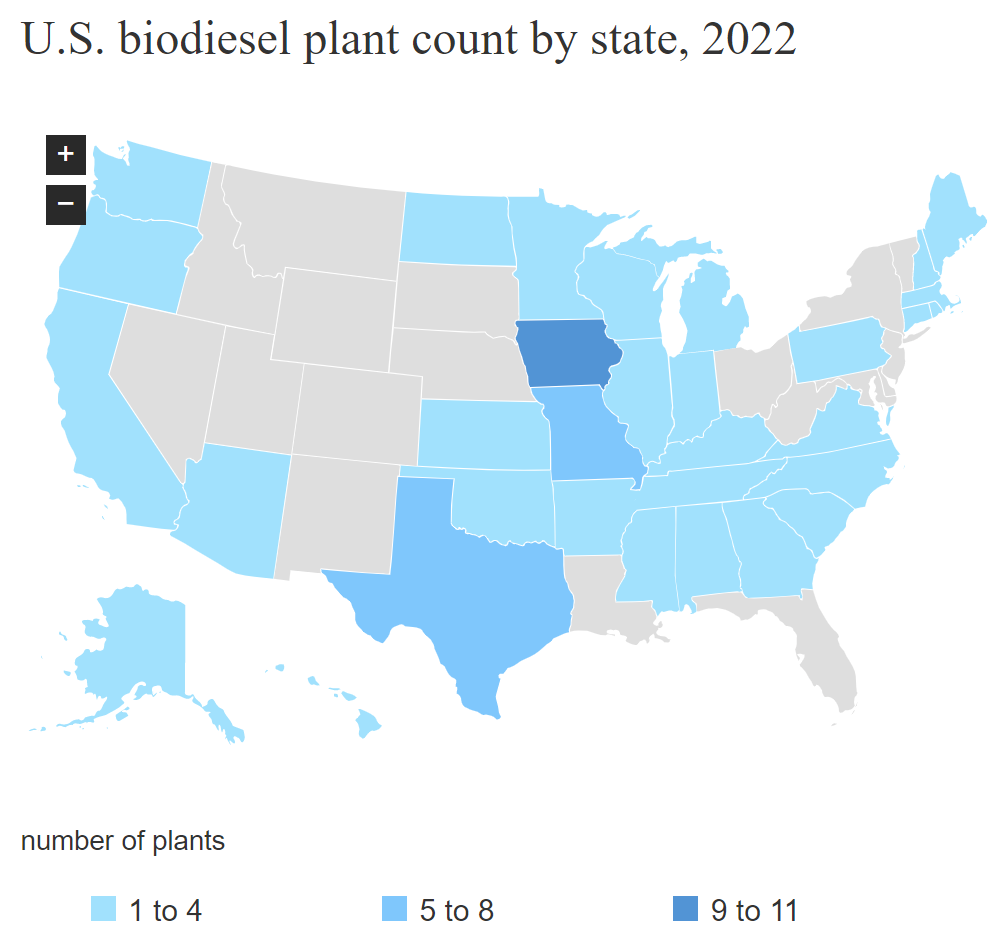 U.S. biodiesel plant count by state, 2022
+
−
number of plants
1 to 4
5 to 8
9 to 11